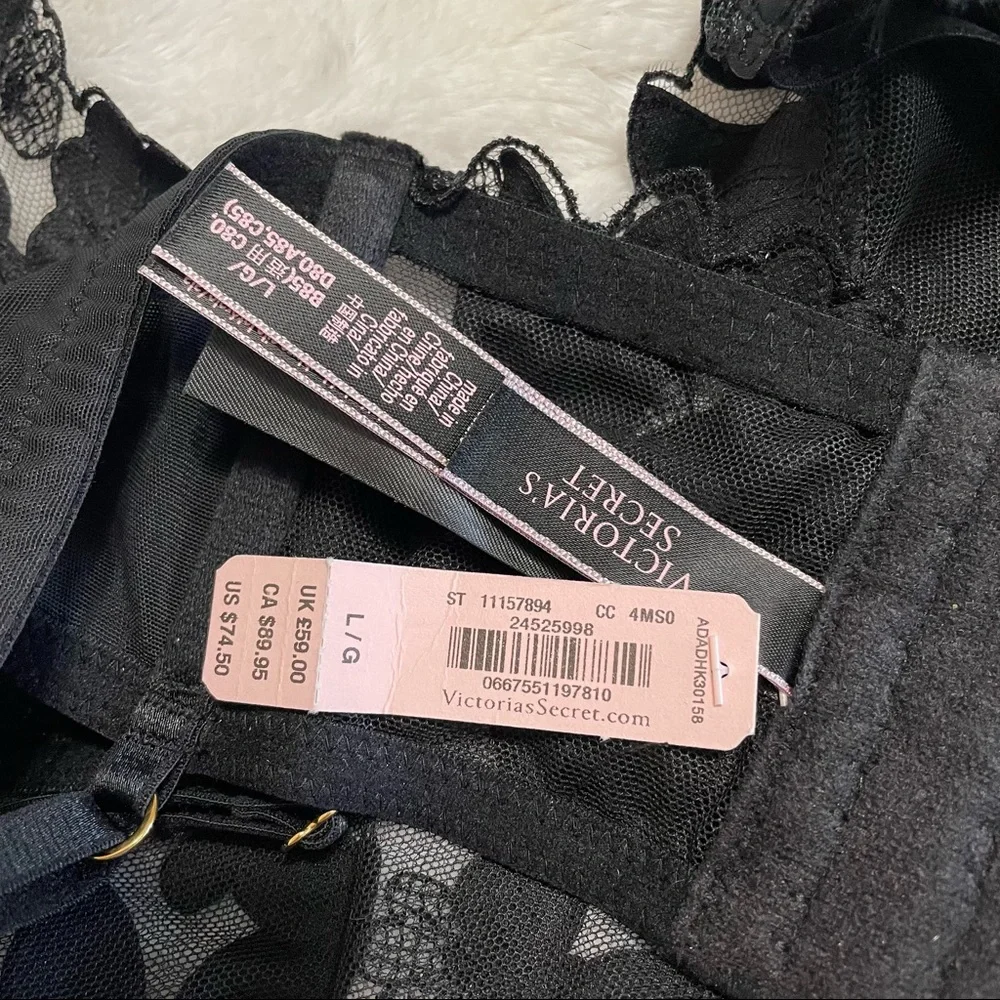 L/G/
B85(适用 C80,
D80,A85,C85)
中国制造
made in
China/
fabriqué en
Chine/hecho
en China/
fabbricato in
Cina/
VICTORIA'S
SECRET
UK £59.00
CA $89.95
US $74.50
L / G
ST 11157894 CC 4MS0
24525998
0667551197810
VictoriasSecret.com
ADADHK30158